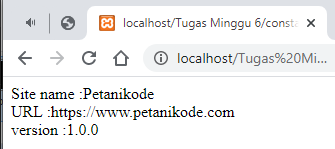 localhost/Tugas Minggu 6/consta
localhost/Tugas%20Mi...
Site name :Petanikode
URL :https://www.petanikode.com
version :1.0.0